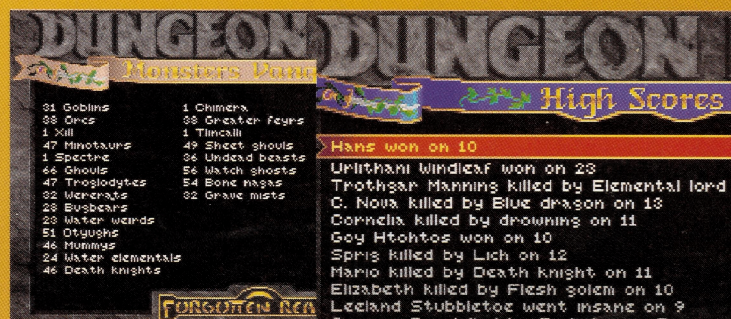 DUNGEON
Monsters
31 Goblins
38 Orcs
1 Xill
47 Minotaurs
1 Spectre
66 Ghouls
47 Troglodytes
32 Wererats
28 Bugbears
23 Water weirds
51 Otyughs
46 Mummys
24 Water elementals
46 Death knights
1 Chimera
38 Greater feyrs
1 Tlincalli
49 Sheet ghouls
36 Undead beasts
56 Watch ghosts
54 Bone nagas
32 Grave mists
FORGOTTEN REA
DUNGEON
High Scores
Hans won on 10
Urlithani Windleaf won on 23
Trothgar Manning killed by Elemental lord
C. Nova killed by Blue dragon on 13
Cornelia killed by drowning on 11
Goy Htohtos won on 10
Sprig killed by Lich on 12
Mario killed by Death knight on 11
Elizabeth killed by Flesh golem on 10
Leeland Stubbletoe went insane on 9